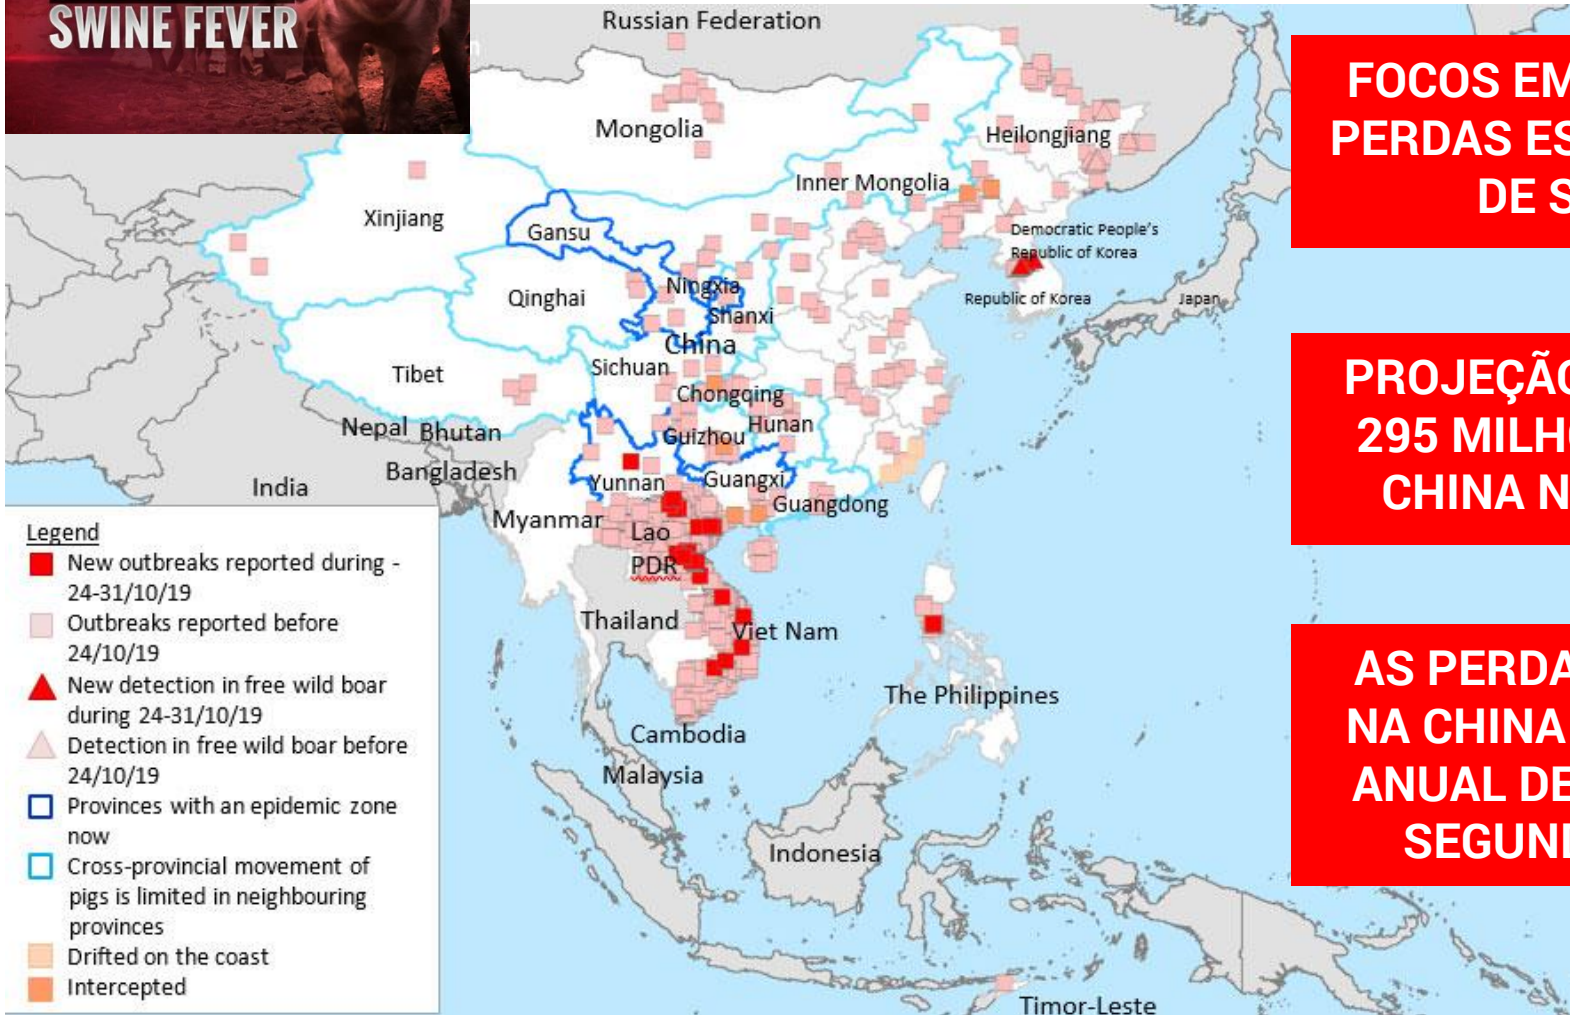 SWINE FEVER
Russian Federation
Mongolia
Heilongjiang
Inner Mongolia
Xinjiang
Gansu
Democratic People's
Republic of Korea
Ningxia
Qinghai
Republic of Korea
Japan
Shanxi
China
Sichuan
Tibet
Chongqing
Nepal
Bhutan
Hunan
Guizhou
Bangladesh
India
Yunnan
Guangxi
Guangdong
Myanmar
Lao
PDR
Thailand
Viet Nam
The Philippines
Cambodia
Malaysia
Indonesia
Timor-Leste
Legend
New outbreaks reported during -
24-31/10/19
Outbreaks reported before
24/10/19
New detection in free wild boar
during 24-31/10/19
Detection in free wild boar before
24/10/19
Provinces with an epidemic zone
now
Cross-provincial movement of
pigs is limited in neighbouring
provinces
Drifted on the coast
Intercepted
FOCOS EM
PERDAS ES
DE S
PROJEÇÃO
295 MILHO
CHINA N
AS PERDA
NA CHINA
ANUAL DE
SEGUN